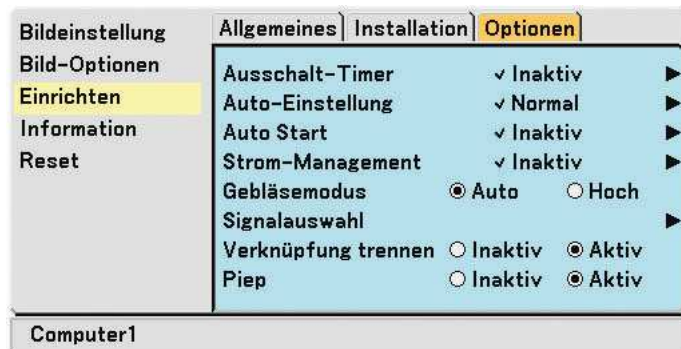 Bildeinstellung
Bild-Optionen
Einrichten
Information
Reset
Allgemeines Installation Optionen
Ausschalt-Timer ✓ Inaktiv ▶
Auto-Einstellung ✓ Normal ▶
Auto Start ✓ Inaktiv ▶
Strom-Management ✓ Inaktiv ▶
Gebläsemodus Auto Hoch
Signalauswahl ▶
Verknüpfung trennen Inaktiv Aktiv
Piep Inaktiv Aktiv
Computer1